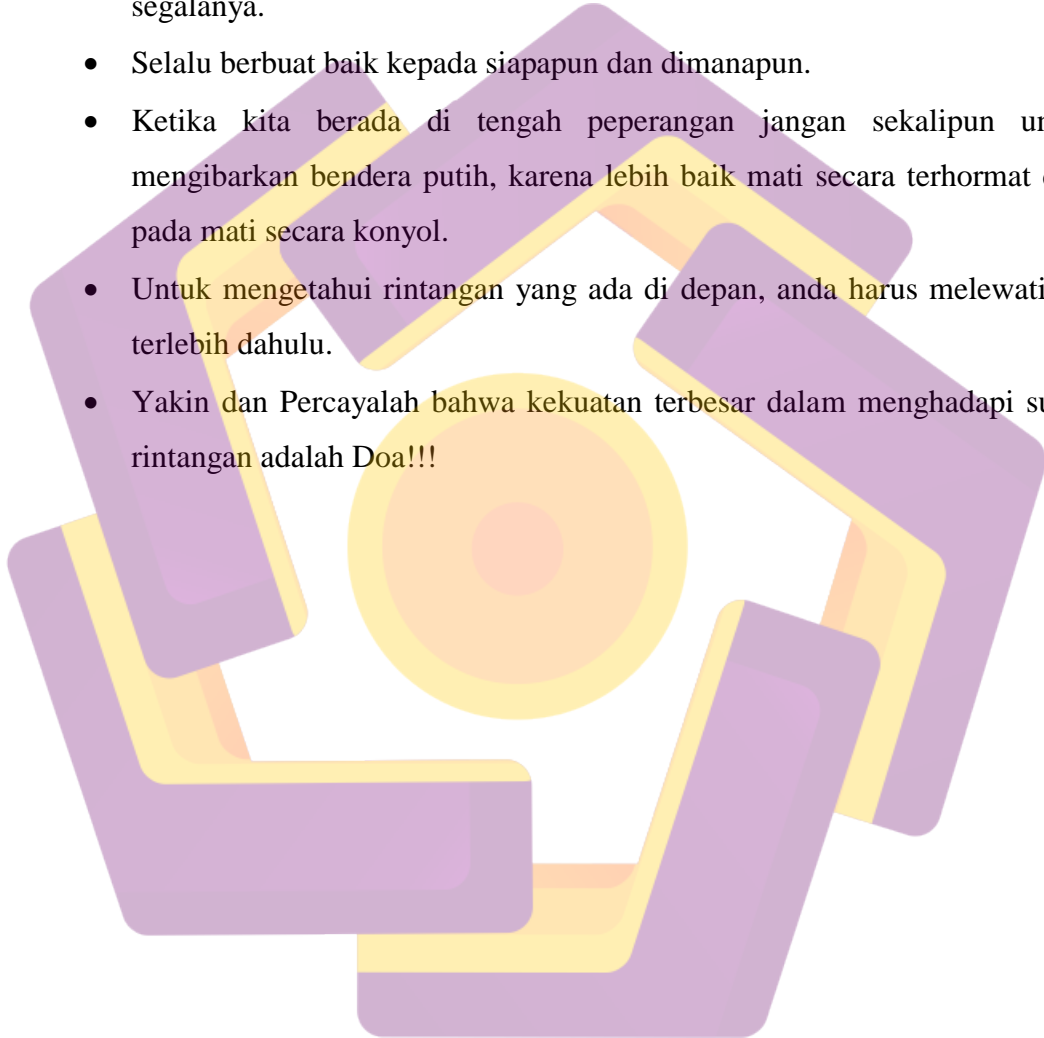 segalanya.
• Selalu berbuat baik kepada siapapun dan dimanapun.
• Ketika kita berada di tengah peperangan jangan sekalipun
mengibarkan bendera putih, karena lebih baik mati secara terhormat
pada mati secara konyol.
• Untuk mengetahui rintangan yang ada di depan, anda harus melewati
terlebih dahulu.
• Yakin dan Percayalah bahwa kekuatan terbesar dalam menghadapi
rintangan adalah Doa!!!